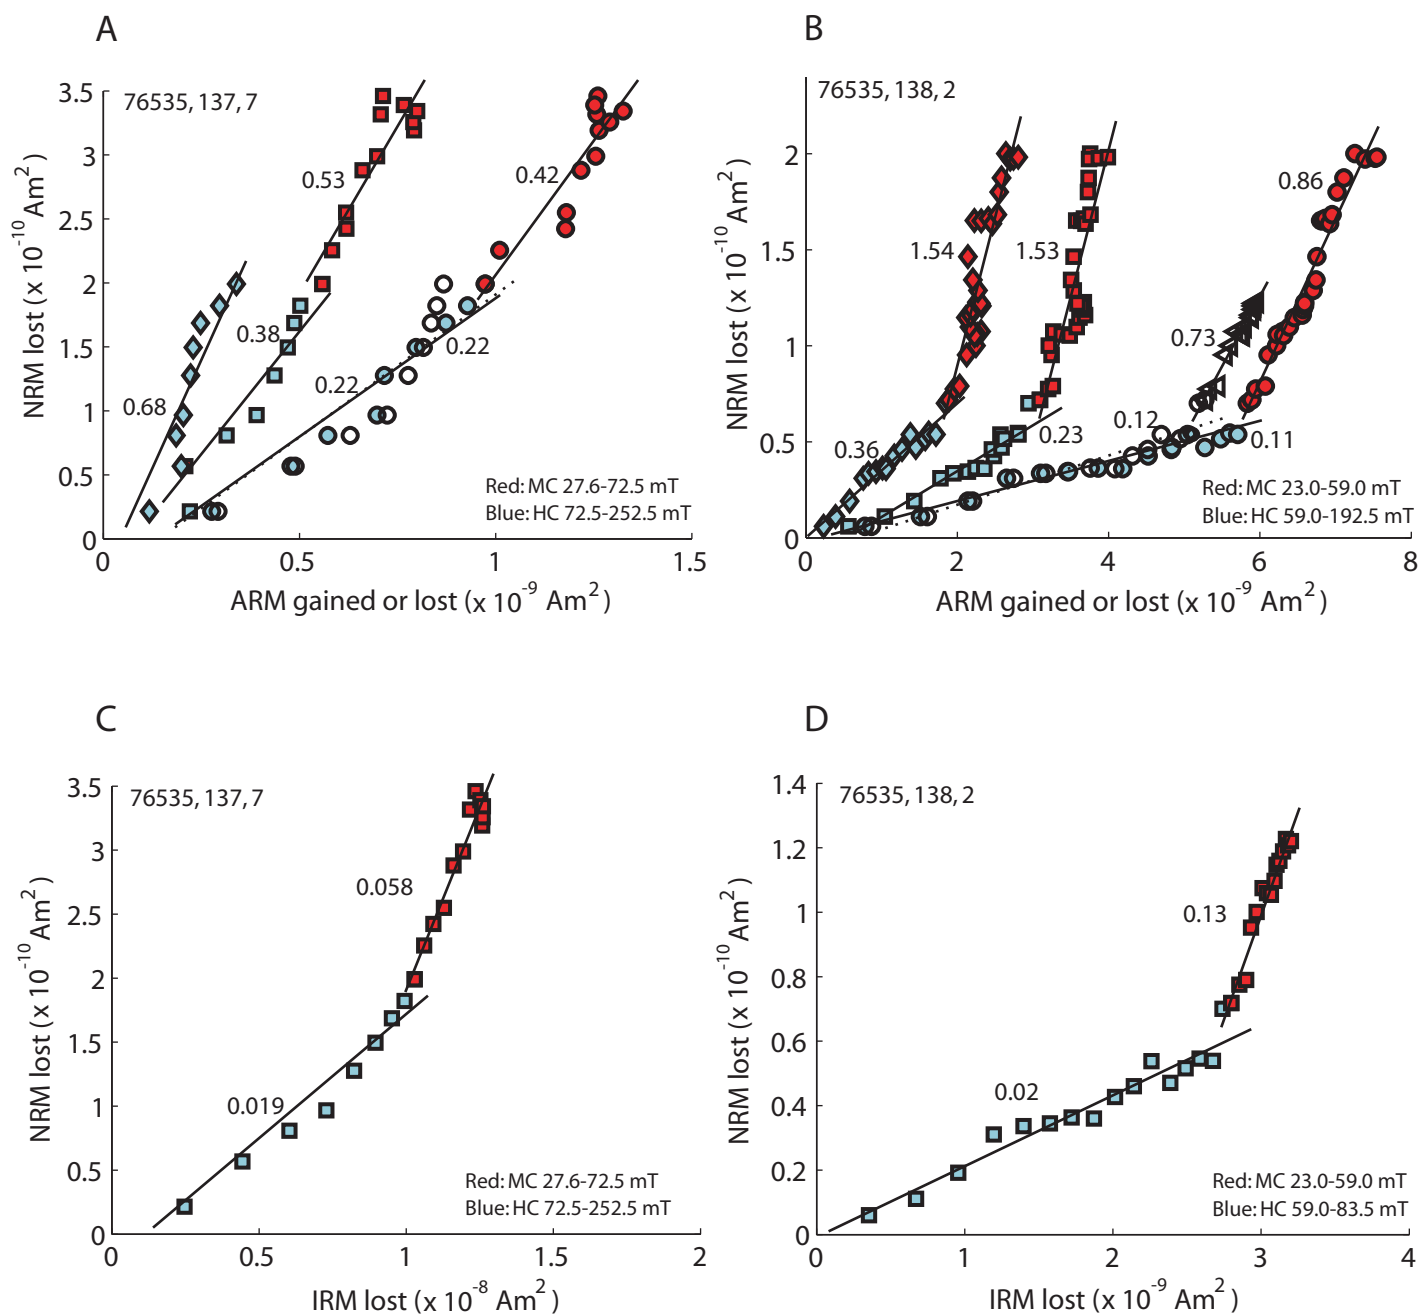 A
76535, 137, 7
3.5
3
2.5
2
1.5
1
0.5
0
0.53
0.42
0.38
0.22
0.22
0.68
Red: MC 27.6-72.5 mT
Blue: HC 72.5-252.5 mT
0
0.5
1
1.5
NRM lost (x 10⁻¹⁰ Am²)
ARM gained or lost (x 10⁻⁹ Am²)
B
76535, 138, 2
2
1.5
1
0.5
0
1.54
1.53
0.86
0.73
0.36
0.23
0.12
0.11
Red: MC 23.0-59.0 mT
Blue: HC 59.0-192.5 mT
0
2
4
6
8
NRM lost (x 10⁻¹⁰ Am²)
ARM gained or lost (x 10⁻⁹ Am²)
C
76535, 137, 7
3.5
3
2.5
2
1.5
1
0.5
0
0.058
0.019
Red: MC 27.6-72.5 mT
Blue: HC 72.5-252.5 mT
0
0.5
1
1.5
2
NRM lost (x 10⁻¹⁰ Am²)
IRM lost (x 10⁻⁸ Am²)
D
76535, 138, 2
1.4
1.2
1.0
0.8
0.6
0.4
0.2
0
0.13
0.02
Red: MC 23.0-59.0 mT
Blue: HC 59.0-83.5 mT
0
1
2
3
4
NRM lost (x 10⁻¹⁰ Am²)
IRM lost (x 10⁻⁹ Am²)